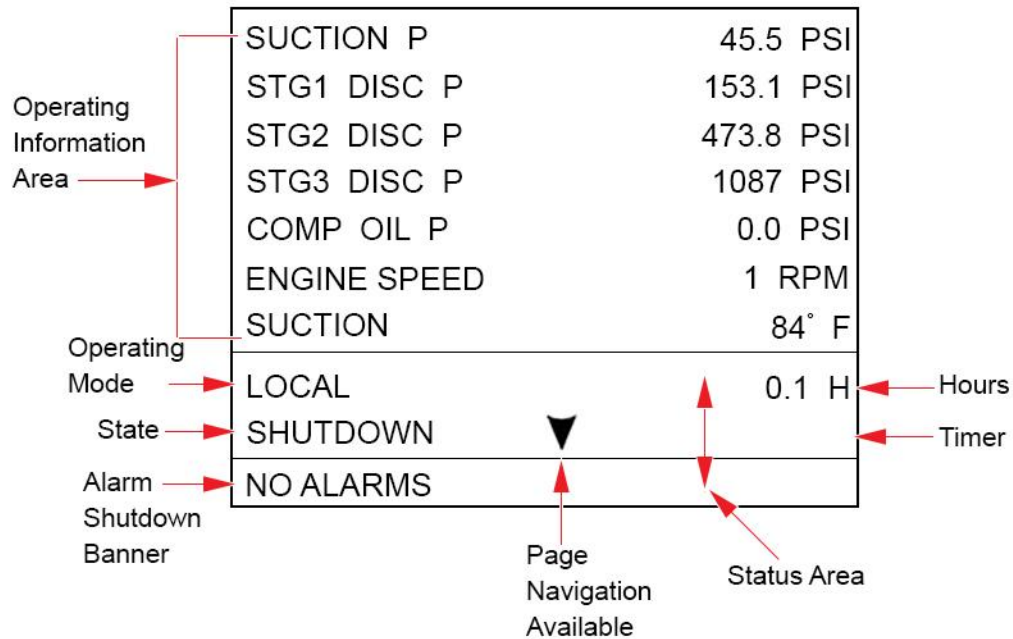 SUCTION P 45.5 PSI
STG1 DISC P 153.1 PSI
STG2 DISC P 473.8 PSI
STG3 DISC P 1087 PSI
COMP OIL P 0.0 PSI
ENGINE SPEED 1 RPM
SUCTION 84° F
LOCAL 0.1 H
SHUTDOWN
NO ALARMS
Operating
Information
Area
Operating
Mode
State
Alarm
Shutdown
Banner
Hours
Timer
Page
Navigation
Available
Status Area